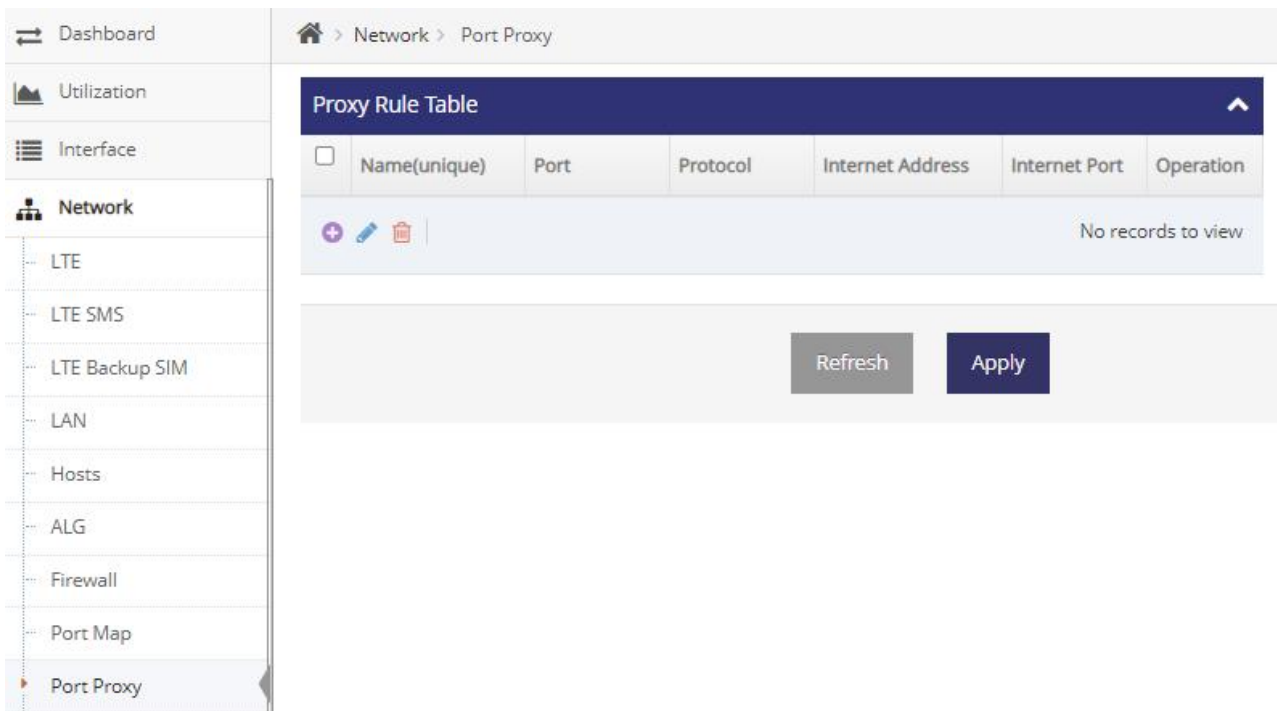 Dashboard
Utilization
Interface
Network
LTE
LTE SMS
LTE Backup SIM
LAN
Hosts
ALG
Firewall
Port Map
Port Proxy
> Network > Port Proxy
Proxy Rule Table
Name(unique) Port Protocol Internet Address Internet Port Operation
No records to view
Refresh Apply